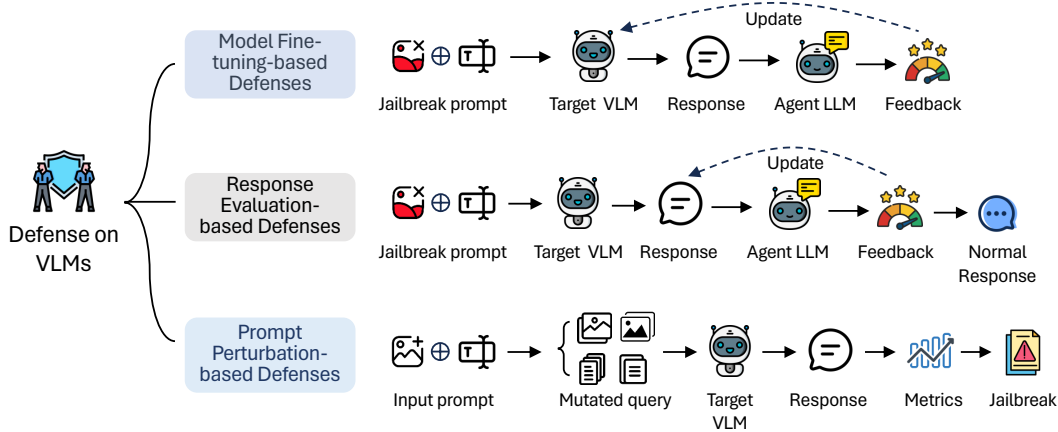 Defense on
VLMs
Model Fine-
tuning-based
Defenses
Update
T
Jailbreak prompt
Target VLM
Response
Agent LLM
Feedback
Response
Evaluation-
based Defenses
Update
T
Jailbreak prompt
Target VLM
Response
Agent LLM
Feedback
Normal
Response
Prompt
Perturbation-
based Defenses
T
Input prompt
Mutated query
Target
VLM
Response
Metrics
Jailbreak